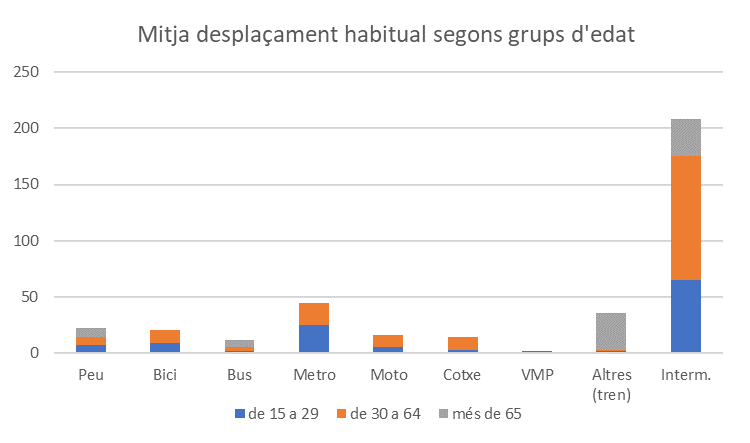 Mitja desplaçament habitual segons grups d'edat
250
200
150
100
50
0
Peu Bici Bus Metro Moto Cotxe VMP Altres (tren) Interm.
de 15 a 29 de 30 a 64 més de 65